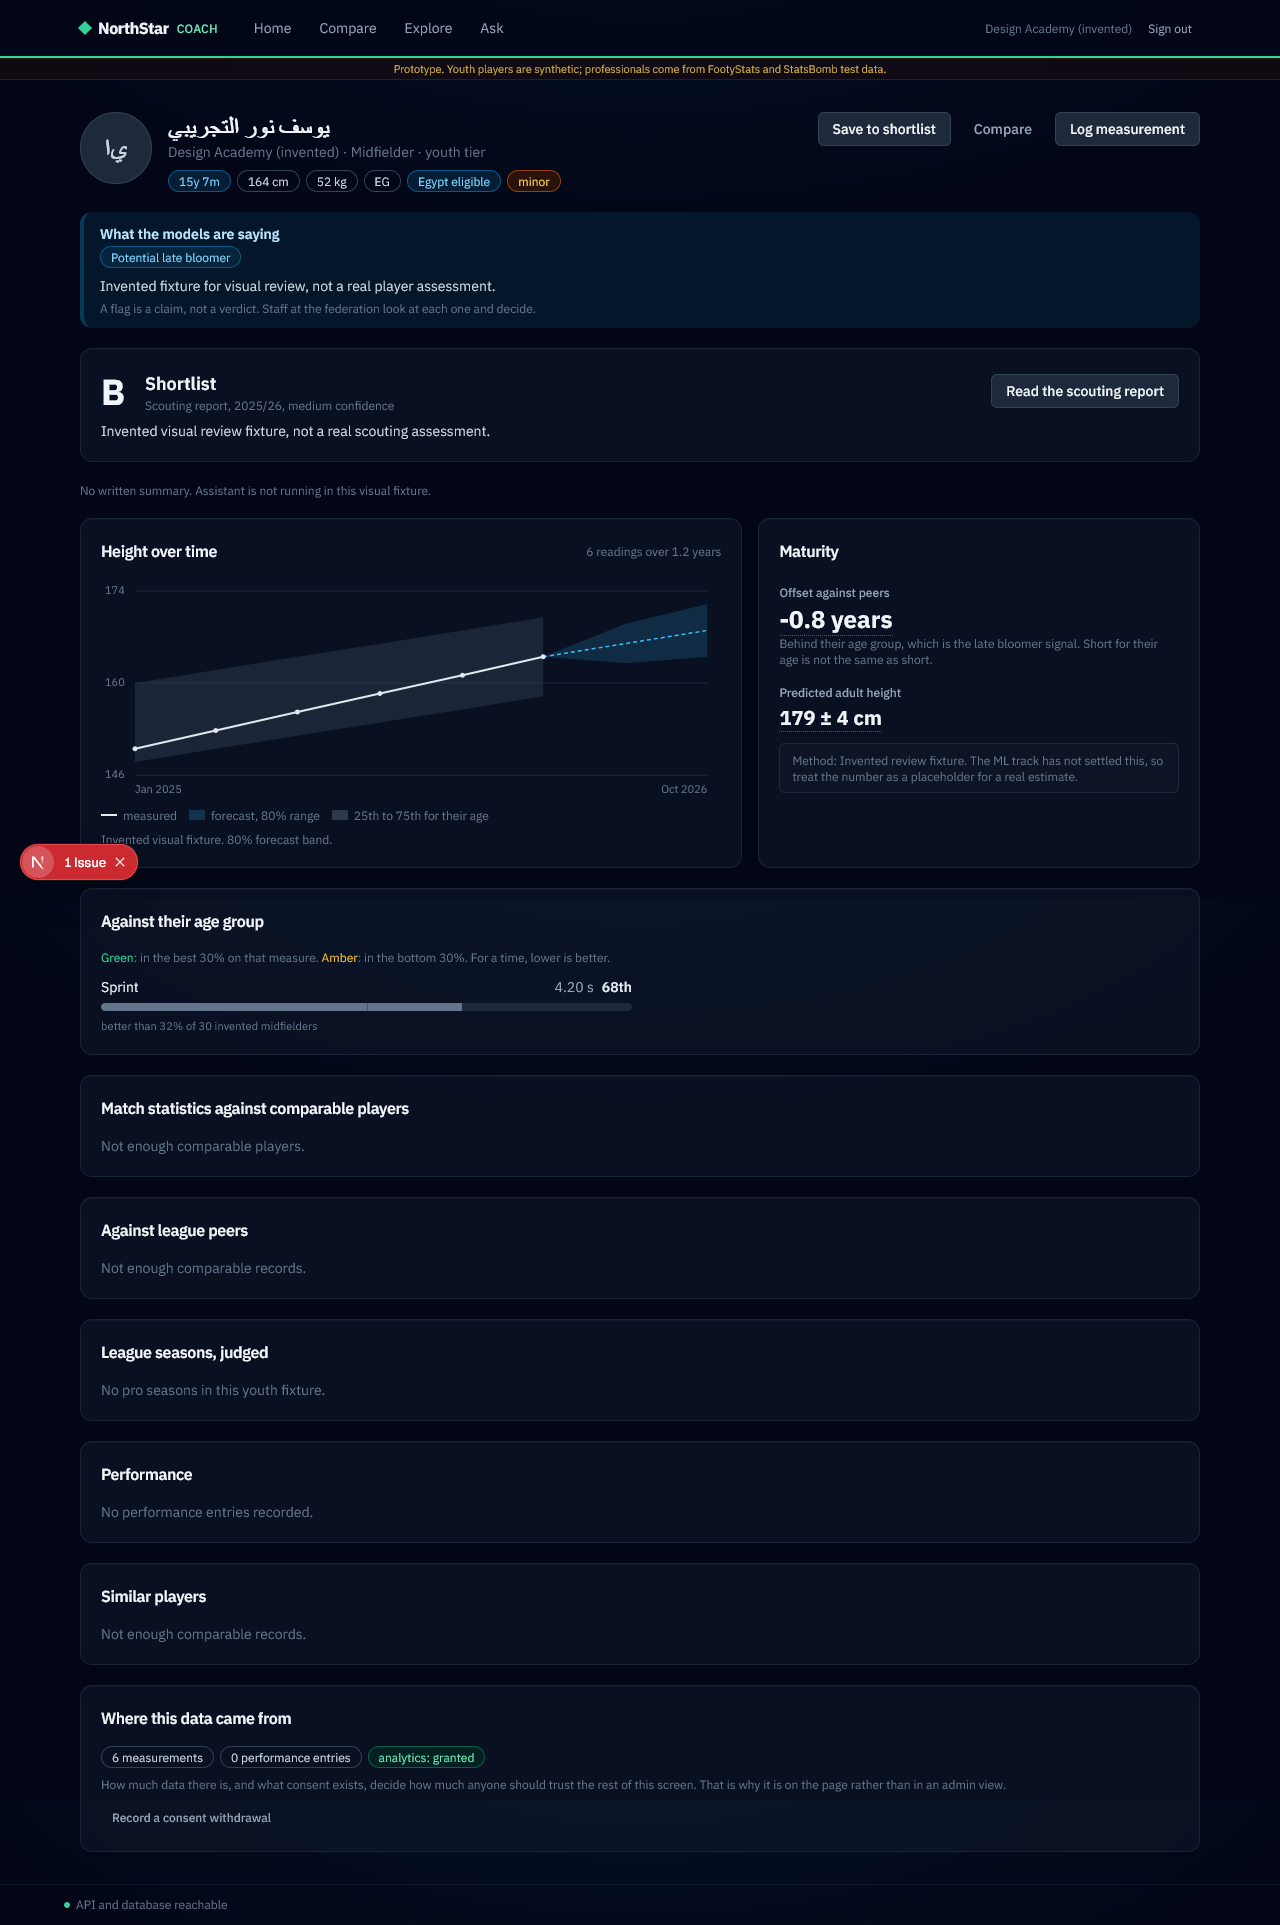 NorthStar COACH Home Compare Explore Ask Design Academy (invented) Sign out
Prototype. Youth players are synthetic; professionals come from FootyStats and StatsBomb test data.
يا
يوسف نور التجريبي
Design Academy (invented) · Midfielder · youth tier
15y 7m 164 cm 52 kg EG Egypt eligible minor
Save to shortlist Compare Log measurement
What the models are saying
Potential late bloomer
Invented fixture for visual review, not a real player assessment.
A flag is a claim, not a verdict. Staff at the federation look at each one and decide.
B Shortlist
Scouting report, 2025/26, medium confidence
Read the scouting report
Invented visual review fixture, not a real scouting assessment.
No written summary. Assistant is not running in this visual fixture.
Height over time 6 readings over 1.2 years
174
160
146
Jan 2025 Oct 2026
measured forecast, 80% range 25th to 75th for their age
Invented visual fixture. 80% forecast band.
Maturity
Offset against peers
-0.8 years
Behind their age group, which is the late bloomer signal. Short for their
age is not the same as short.
Predicted adult height
179 ± 4 cm
Method: Invented review fixture. The ML track has not settled this, so
treat the number as a placeholder for a real estimate.
N 1 Issue
Against their age group
Green: in the best 30% on that measure. Amber: in the bottom 30%. For a time, lower is better.
Sprint 4.20 s 68th
better than 32% of 30 invented midfielders
Match statistics against comparable players
Not enough comparable players.
Against league peers
Not enough comparable records.
League seasons, judged
No pro seasons in this youth fixture.
Performance
No performance entries recorded.
Similar players
Not enough comparable records.
Where this data came from
6 measurements 0 performance entries analytics: granted
How much data there is, and what consent exists, decide how much anyone should trust the rest of this screen. That is why it is on the page rather than in an admin view.
Record a consent withdrawal
API and database reachable